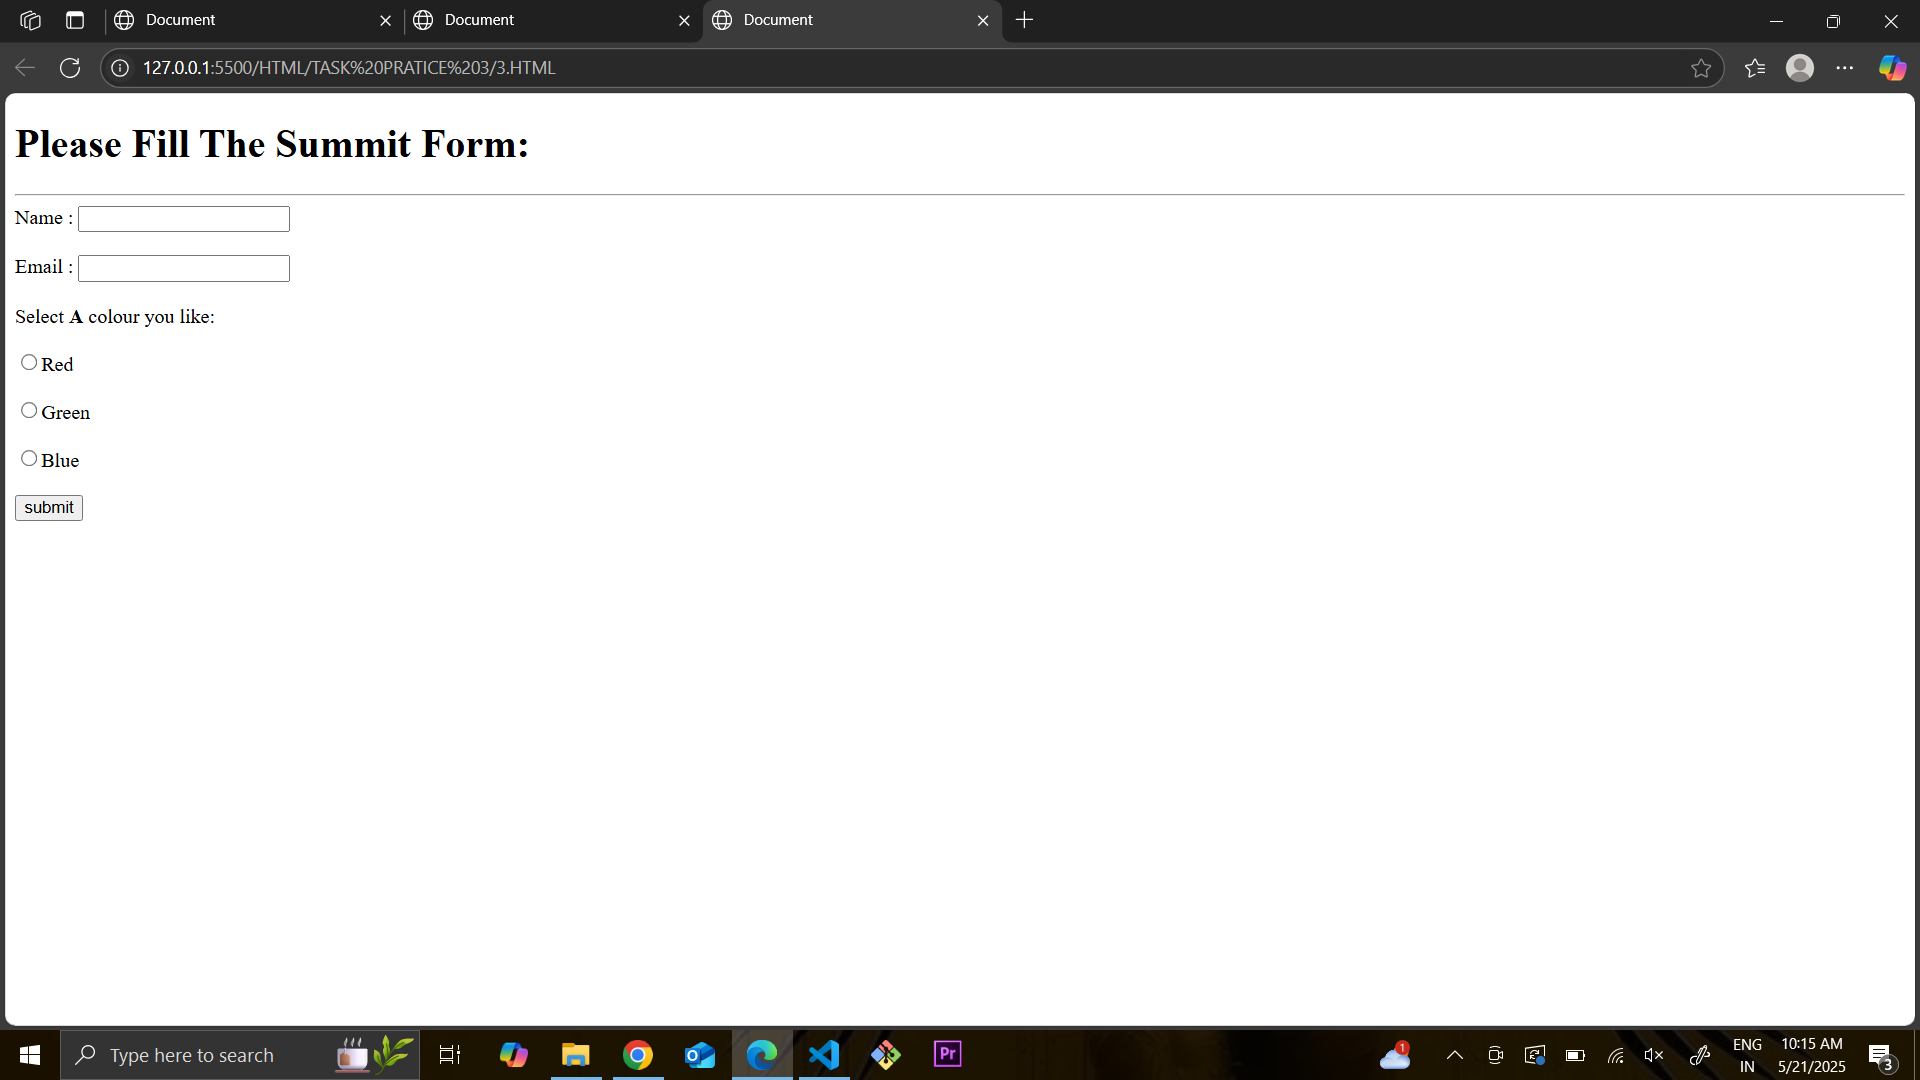 Document
Document
Document
127.0.0.1:5500/HTML/TASK%20PRATICE%203/3.HTML
Please Fill The Summit Form:
Name :
Email :
Select A colour you like:
Red
Green
Blue
submit
Type here to search
Pr
1
ENG
IN
10:15 AM
5/21/2025
3